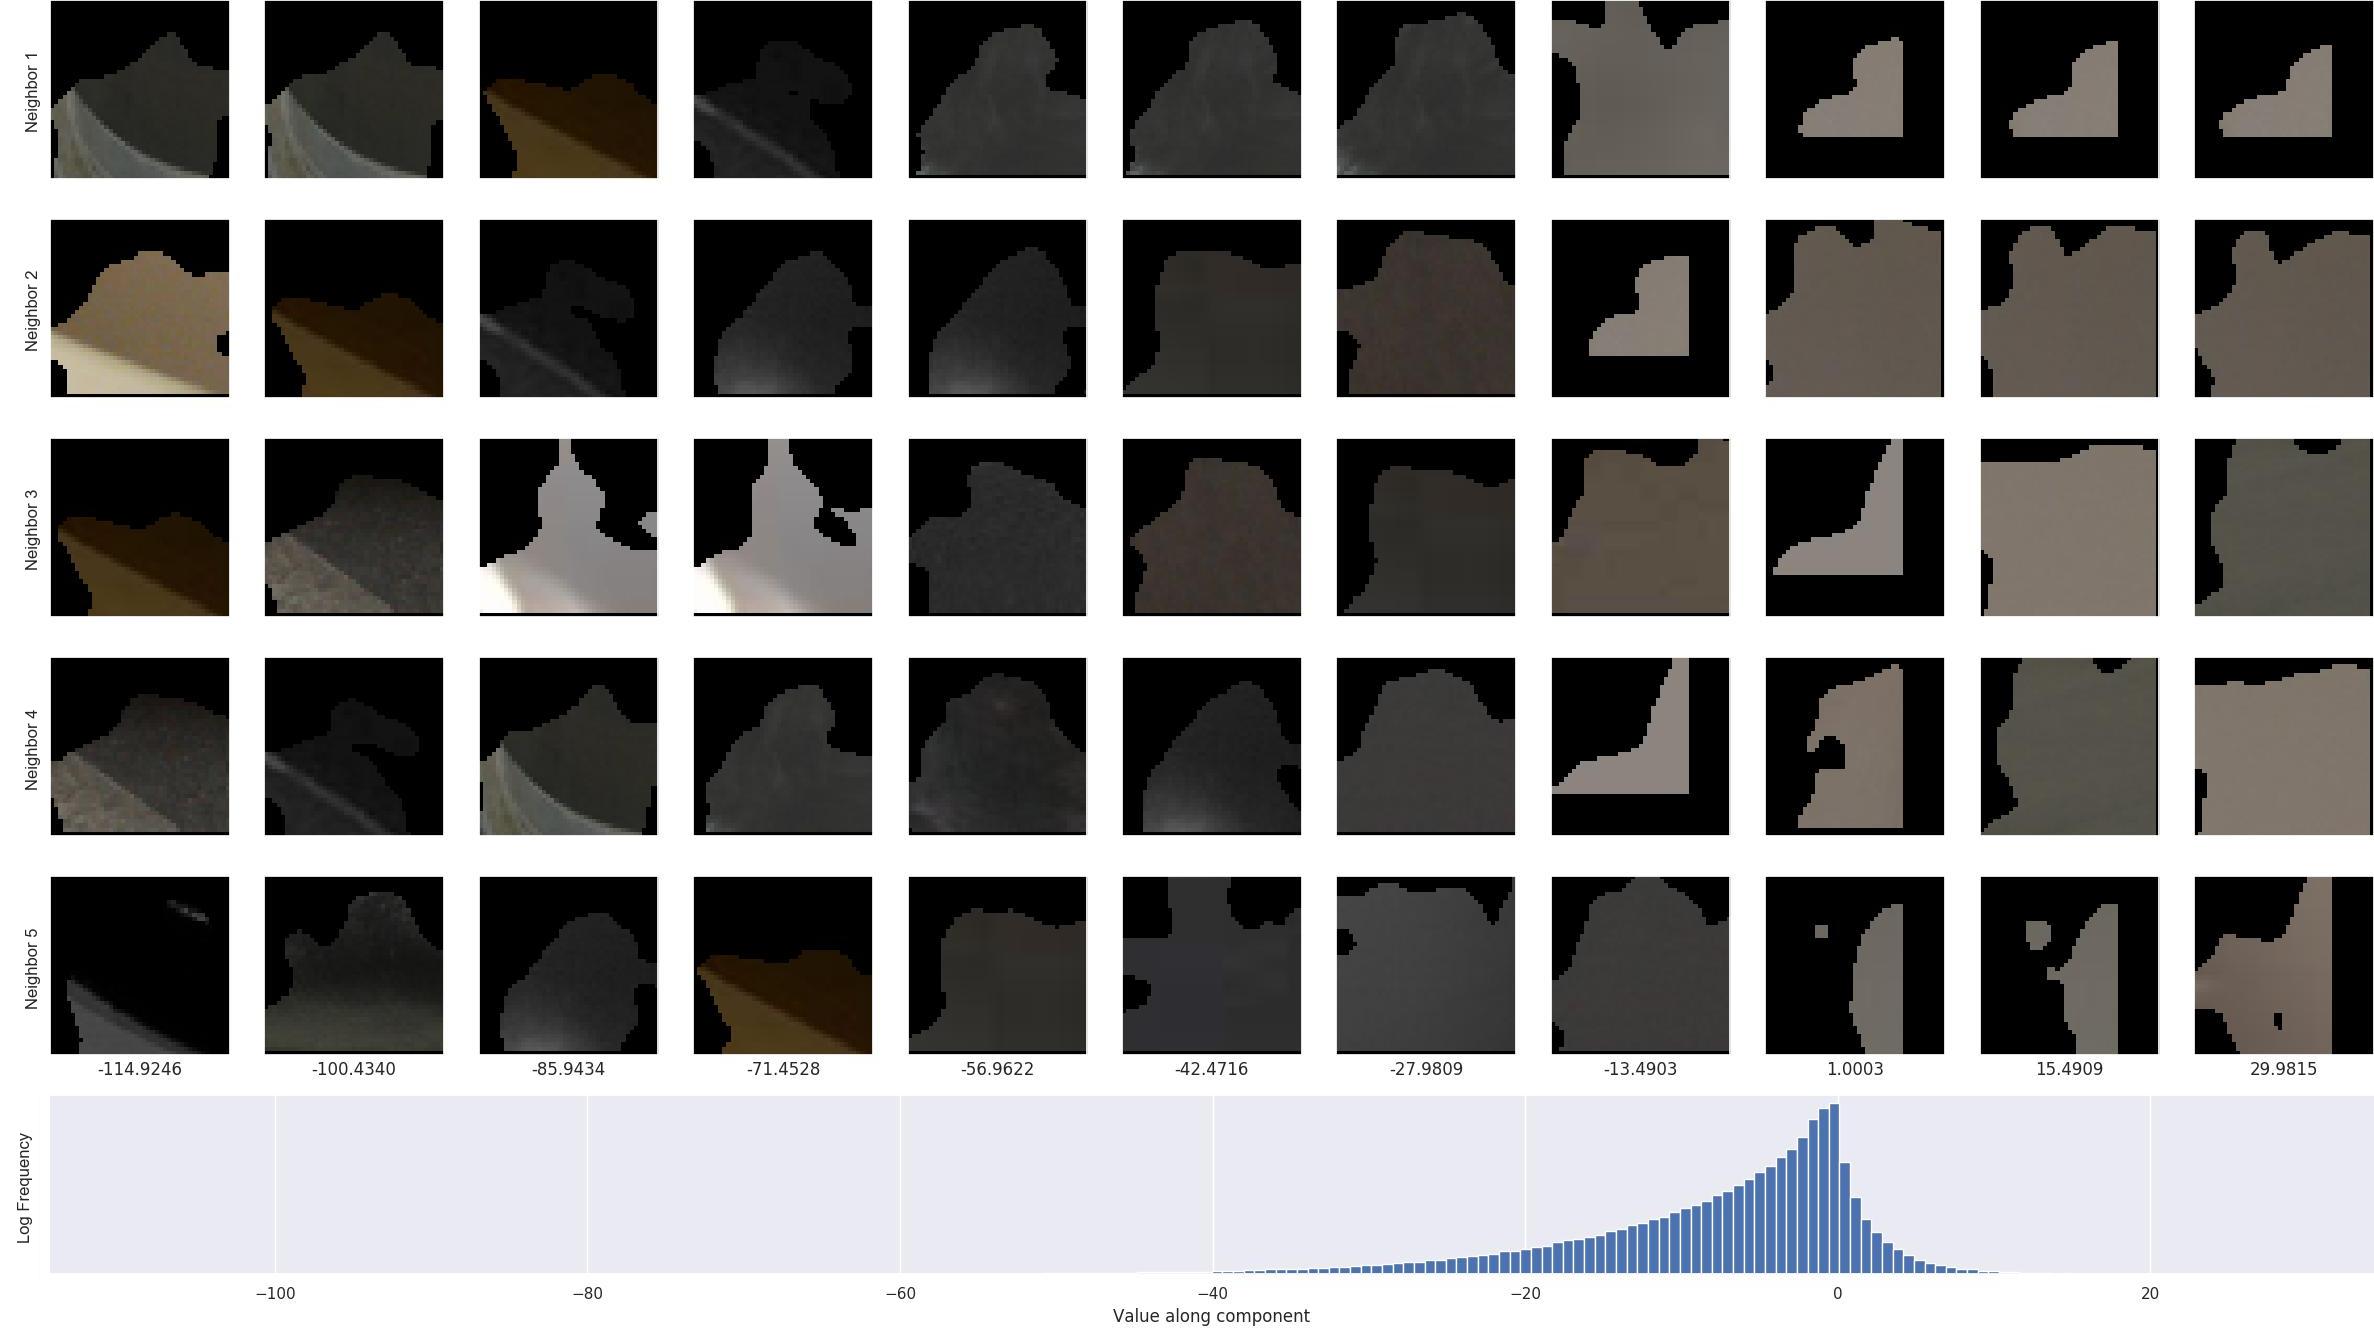 Neighbor 1
Neighbor 2
Neighbor 3
Neighbor 4
Neighbor 5
-114.9246 -100.4340 -85.9434 -71.4528 -56.9622 -42.4716 -27.9809 -13.4903 1.0003 15.4909 29.9815
Log Frequency
−100 −80 −60 −40 −20 0 20
Value along component